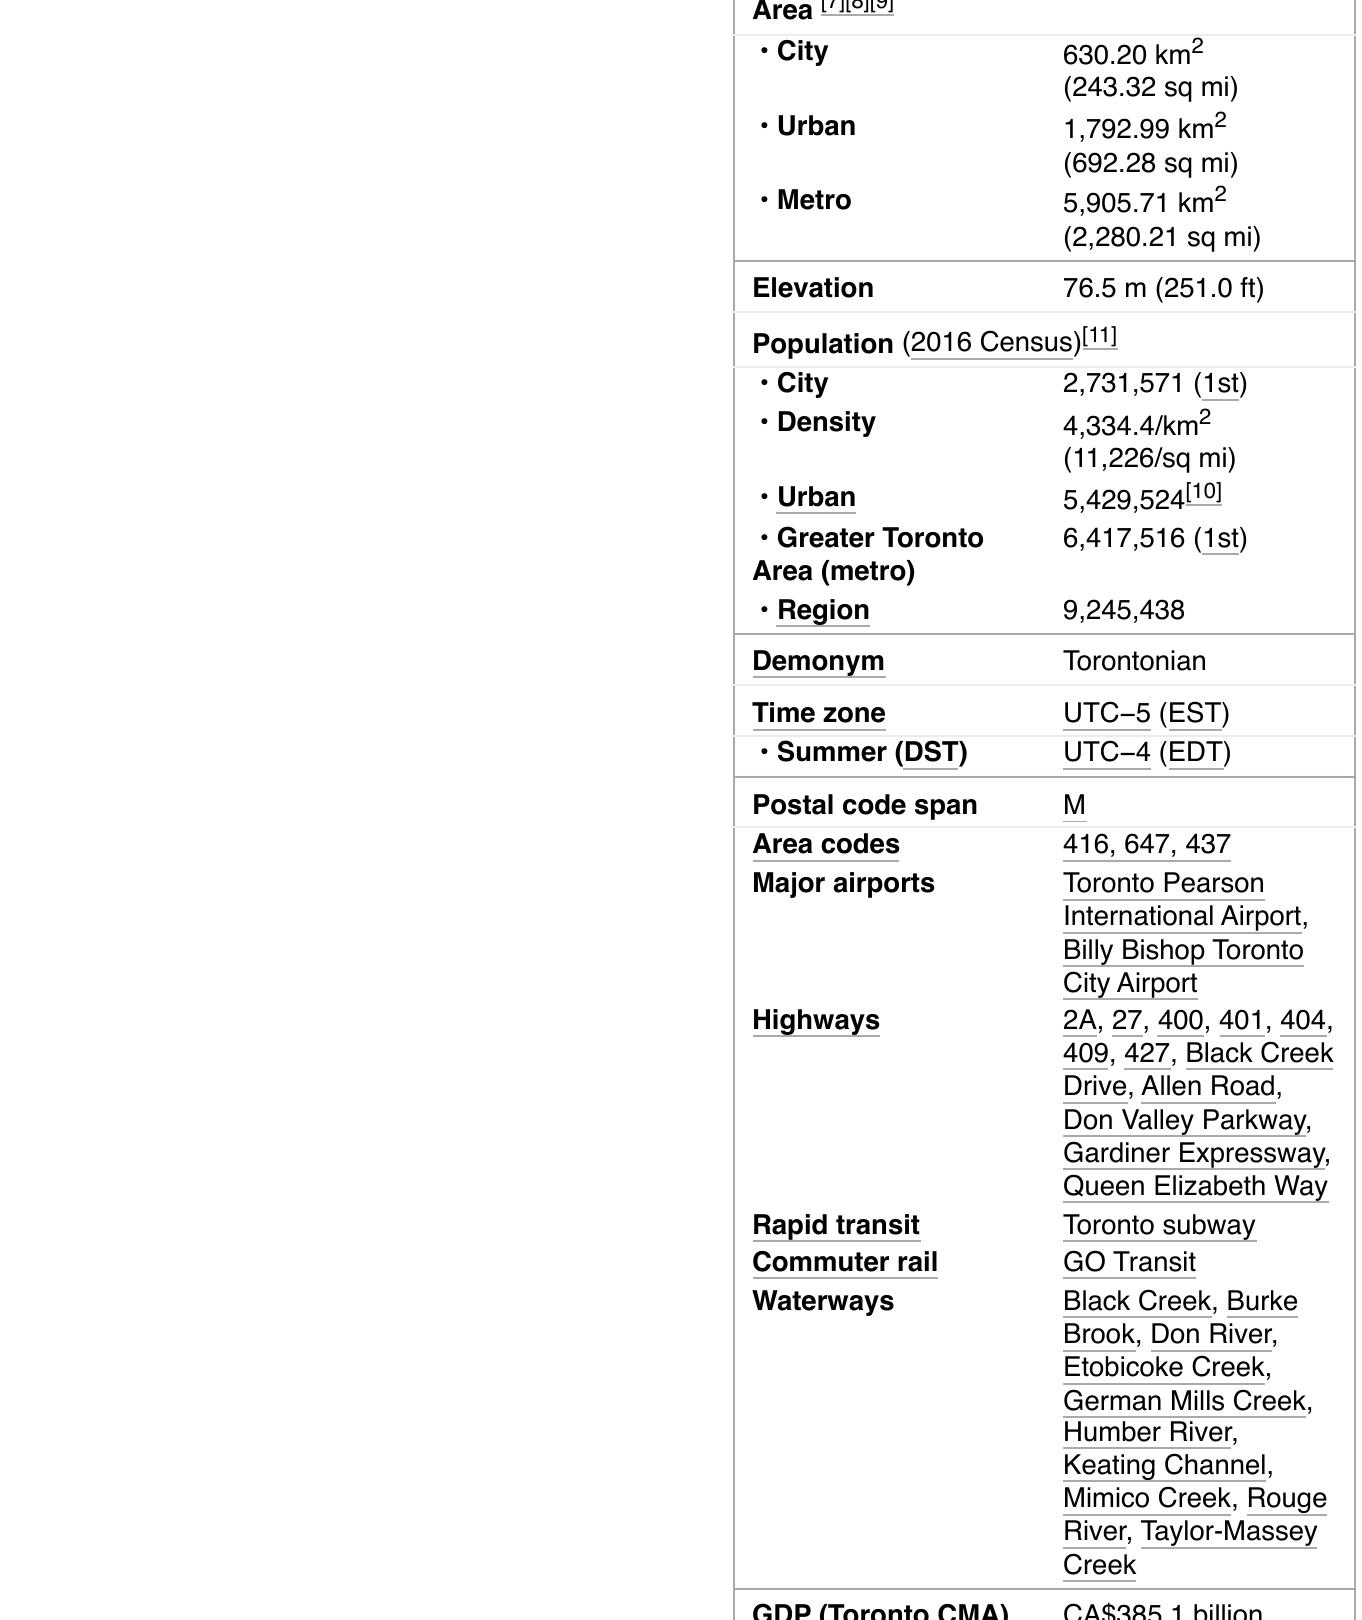 Area [7][8][9]
• City 630.20 km2
(243.32 sq mi)
• Urban 1,792.99 km2
(692.28 sq mi)
• Metro 5,905.71 km2
(2,280.21 sq mi)
Elevation 76.5 m (251.0 ft)
Population (2016 Census)[11]
• City 2,731,571 (1st)
• Density 4,334.4/km2
(11,226/sq mi)
• Urban 5,429,524[10]
• Greater Toronto 6,417,516 (1st)
Area (metro)
• Region 9,245,438
Demonym Torontonian
Time zone UTC−5 (EST)
• Summer (DST) UTC−4 (EDT)
Postal code span M
Area codes 416, 647, 437
Major airports Toronto Pearson
International Airport,
Billy Bishop Toronto
City Airport
Highways 2A, 27, 400, 401, 404,
409, 427, Black Creek
Drive, Allen Road,
Don Valley Parkway,
Gardiner Expressway,
Queen Elizabeth Way
Rapid transit Toronto subway
Commuter rail GO Transit
Waterways Black Creek, Burke
Brook, Don River,
Etobicoke Creek,
German Mills Creek,
Humber River,
Keating Channel,
Mimico Creek, Rouge
River, Taylor-Massey
Creek
GDP (Toronto CMA) CA$385.1 billion